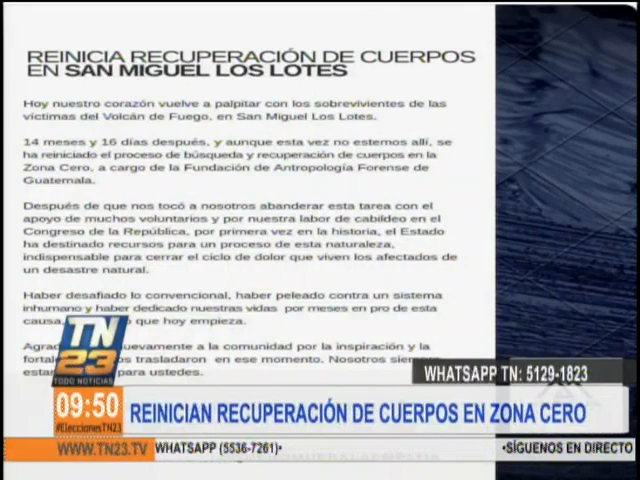 REINICIA RECUPERACIÓN DE CUERPOS
EN SAN MIGUEL LOS LOTES
Hoy nuestro corazón vuelve a palpitar con los sobrevivientes de las
víctimas del Volcán de Fuego, en San Miguel Los Lotes.
14 meses y 16 días después, y aunque esta vez no estemos allí, se
ha reiniciado el proceso de búsqueda y recuperación de cuerpos en la
Zona Cero, a cargo de la Fundación de Antropología Forense de
Guatemala.
Después de que nos tocó a nosotros abanderar esta tarea con el
apoyo de muchos voluntarios y por nuestra labor de cabildeo en el
Congreso de la República, por primera vez en la historia, el Estado
ha destinado recursos para un proceso de esta naturaleza,
indispensable para cerrar el ciclo de dolor que viven los afectados de
un desastre natural.
Haber desafiado lo convencional, haber peleado contra un sistema
inhumano y haber dedicado nuestras vidas por meses en pro de esta
causa, que hoy empieza.
a la comunidad por la inspiración y la
trasladaron en ese momento. Nosotros
para ustedes.
TN
23
TODO NOTICIAS
WHATSAPP TN: 5129-1823
09:50
#EleccionesTN23
REINICIAN RECUPERACIÓN DE CUERPOS EN ZONA CERO
WWW.TN23.TV
WHATSAPP (5536-7261)•
•SÍGUENOS EN DIRECTO